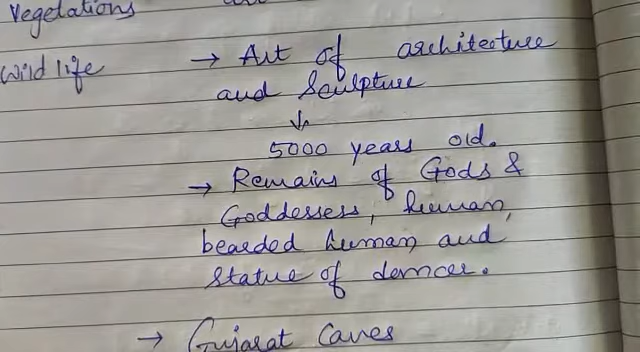 Vegetations
Wild life → Art of architecture
and Sculpture
↓
5000 years old.
→ Remains of Gods &
Goddessess, human,
bearded human and
Statue of dancer.
→ Gujarat Caves